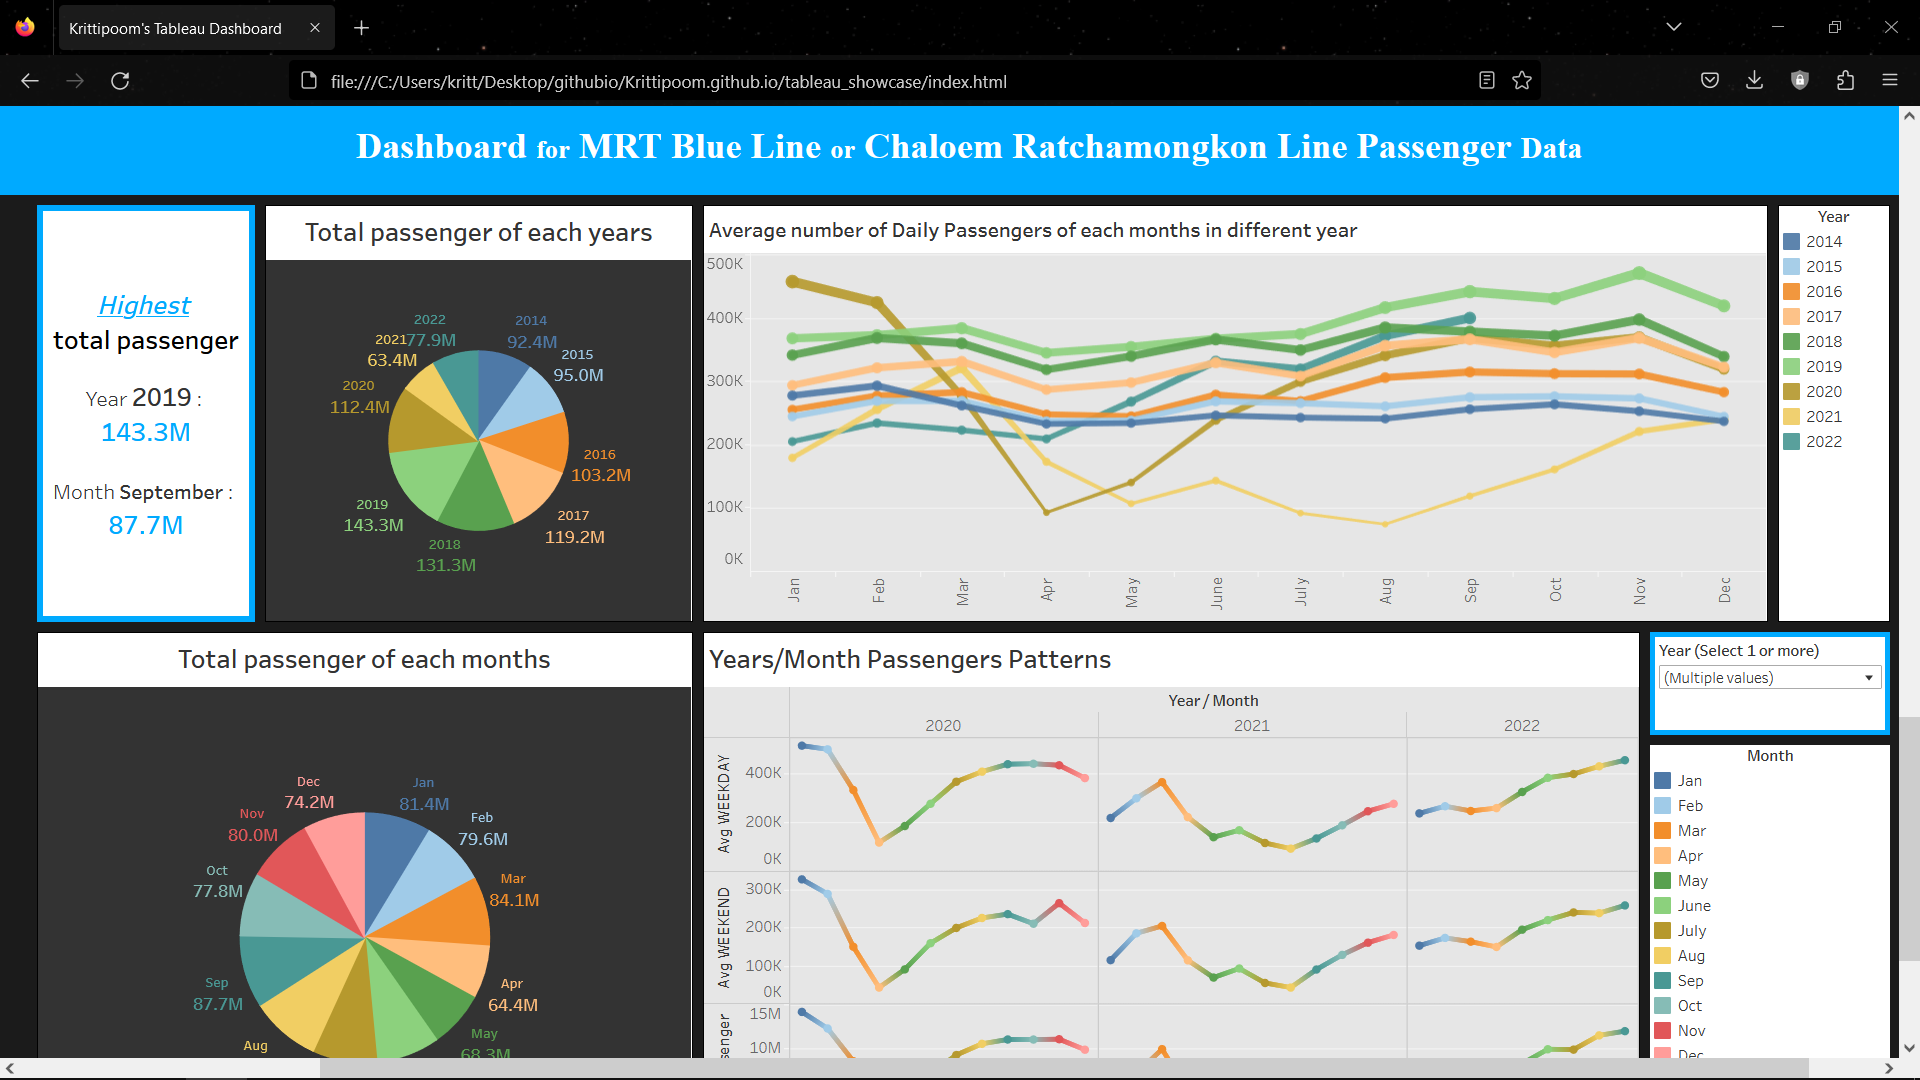 Krittipoom's Tableau Dashboard
file:///C:/Users/kritt/Desktop/githubio/Krittipoom.github.io/tableau_showcase/index.html
Dashboard for MRT Blue Line or Chaloem Ratchamongkon Line Passenger Data
Highest
total passenger
Year 2019 :
143.3M
Month September :
87.7M
Total passenger of each years
2022
77.9M
2014
92.4M
2021
63.4M
2015
95.0M
2020
112.4M
2016
103.2M
2019
143.3M
2017
119.2M
2018
131.3M
Average number of Daily Passengers of each months in different year
500K
400K
300K
200K
100K
0K
Jan
Feb
Mar
Apr
May
June
July
Aug
Sep
Oct
Nov
Dec
Year
2014
2015
2016
2017
2018
2019
2020
2021
2022
Total passenger of each months
Dec
74.2M
Jan
81.4M
Nov
80.0M
Feb
79.6M
Oct
77.8M
Mar
84.1M
Sep
87.7M
Apr
64.4M
May
68.3M
Aug
Years/Month Passengers Patterns
Year / Month
2020
2021
2022
Avg WEEKDAY
400K
200K
0K
Avg WEEKEND
300K
200K
100K
0K
senger
15M
10M
Year (Select 1 or more)
(Multiple values)
Month
Jan
Feb
Mar
Apr
May
June
July
Aug
Sep
Oct
Nov
Dec